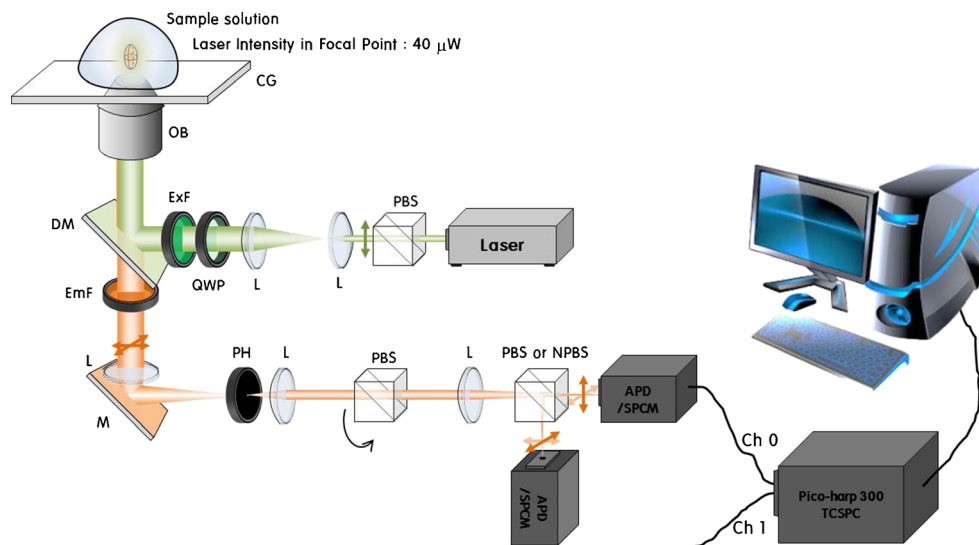 Sample solution
Laser Intensity in Focal Point : 40 μW
CG
OB
ExF
PBS
DM
Laser
EmF
QWP
L
L
L
PH
L
PBS
L
PBS or NPBS
M
APD
/SPCM
Ch 0
APD
/SPCM
Pico-harp 300
TCSPC
Ch 1